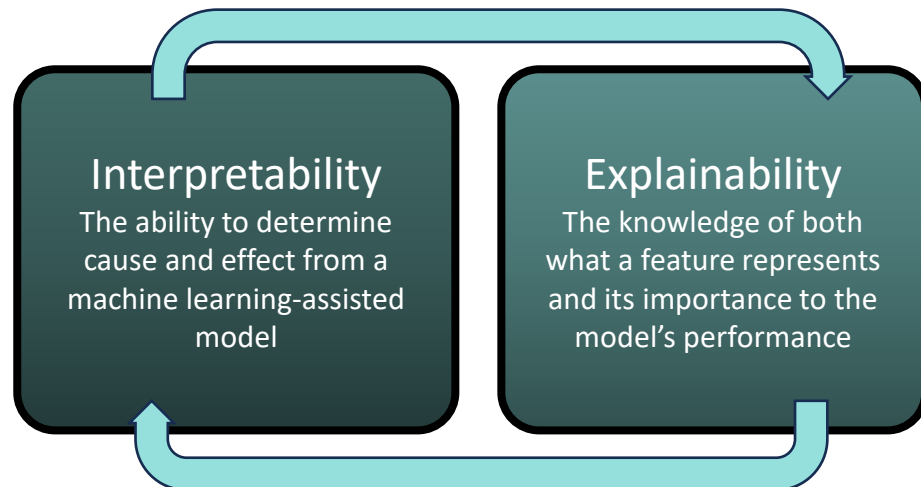 Interpretability
The ability to determine
cause and effect from a
machine learning-assisted
model
Explainability
The knowledge of both
what a feature represents
and its importance to the
model’s performance